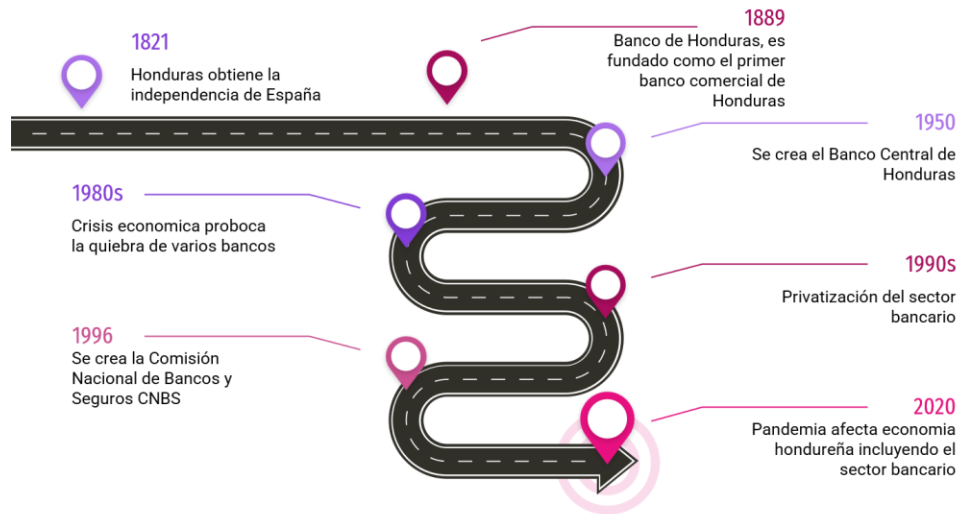 1821
Honduras obtiene la
independencia de España
1889
Banco de Honduras, es
fundado como el primer
banco comercial de
Honduras
1950
Se crea el Banco Central de
Honduras
1980s
Crisis economica proboca
la quiebra de varios bancos
1990s
Privatización del sector
bancario
1996
Se crea la Comisión
Nacional de Bancos y
Seguros CNBS
2020
Pandemia afecta economia
hondureña incluyendo el
sector bancario